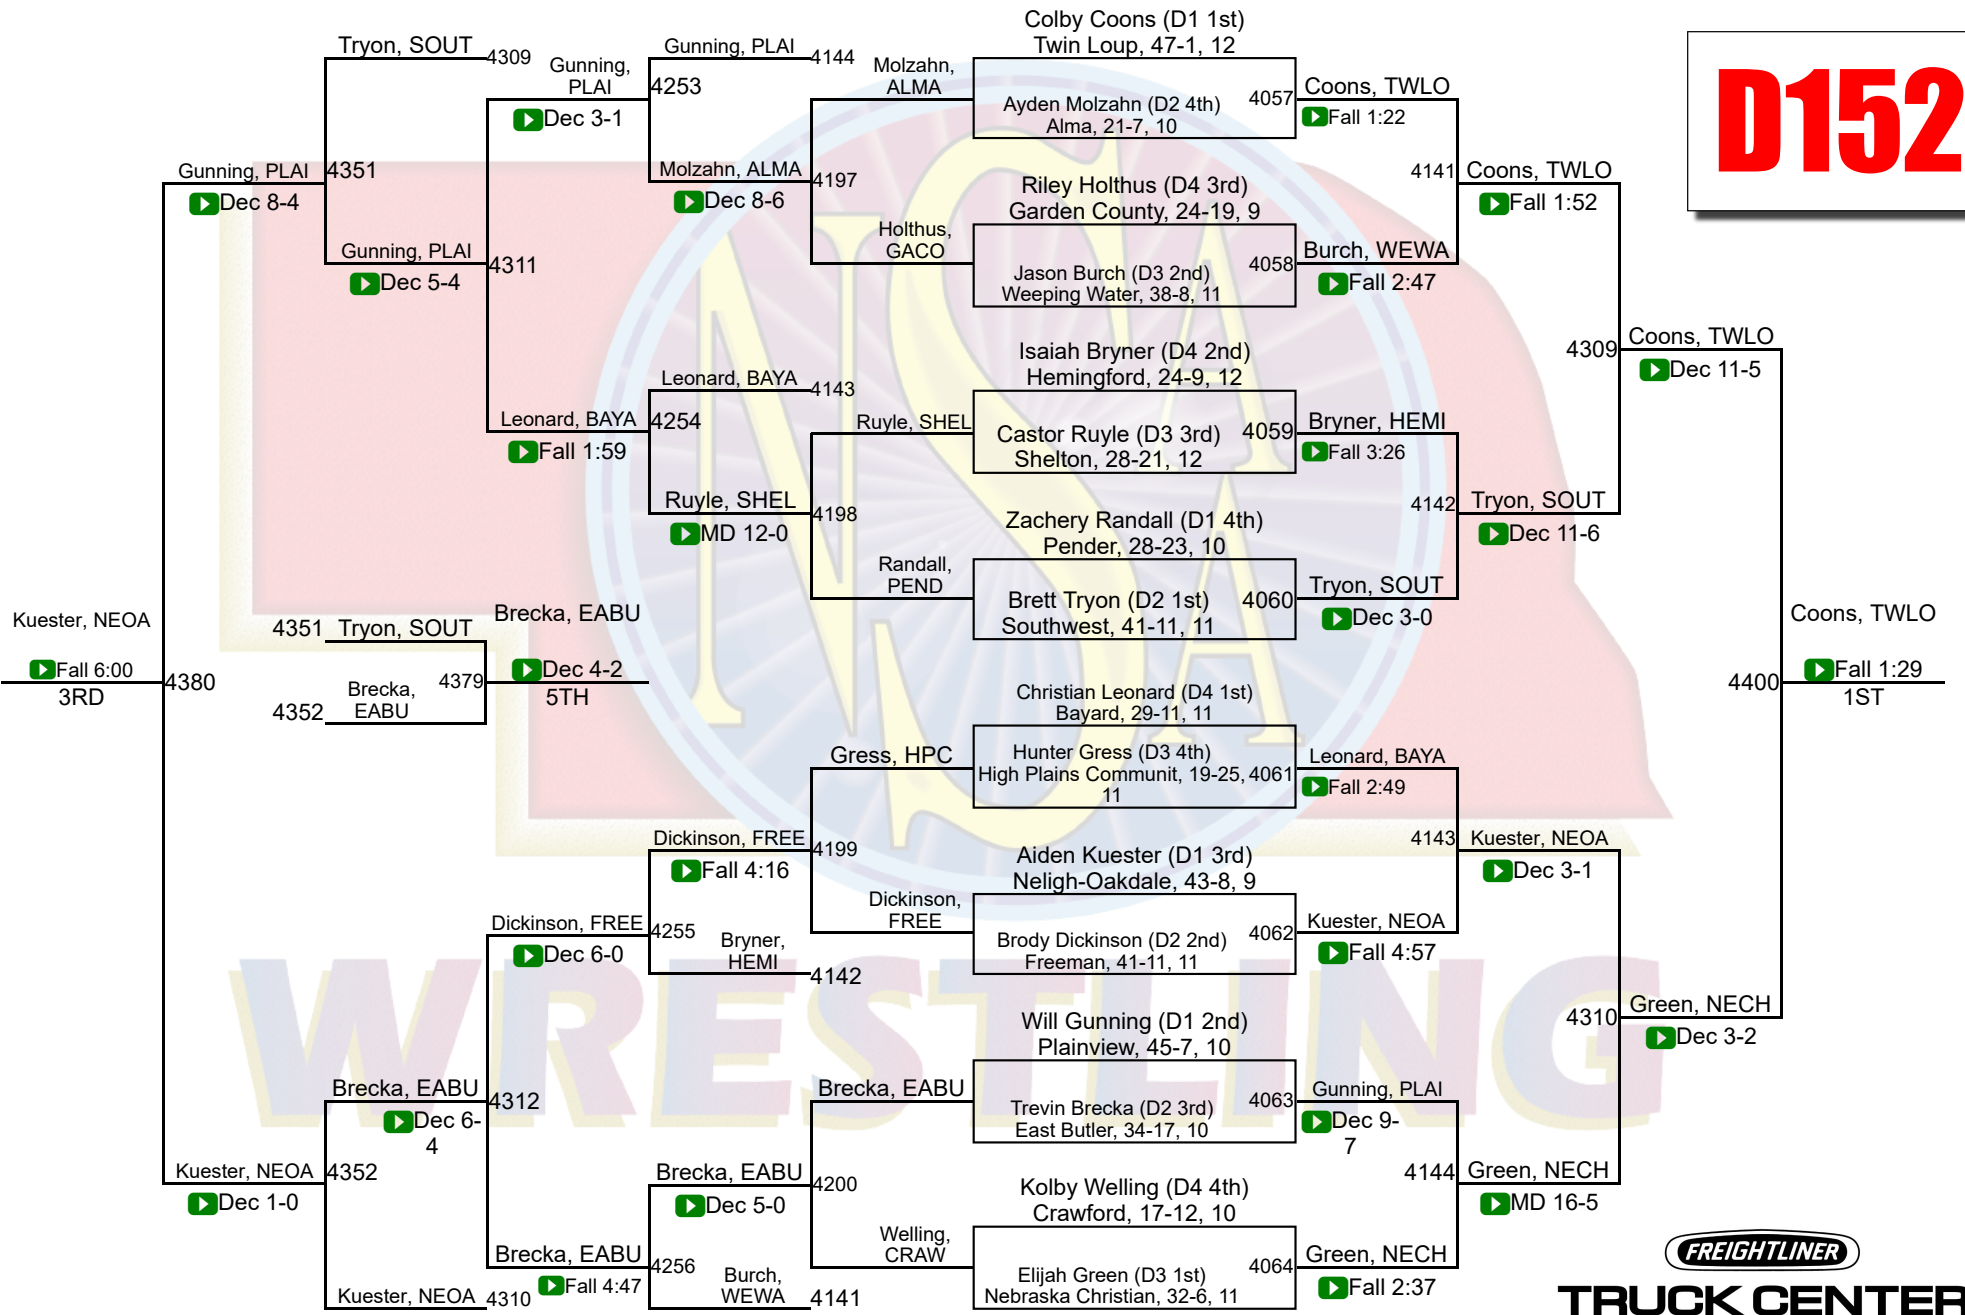 Colby Coons (D1 1st)
Twin Loup, 47-1, 12
D152
Tryon, SOUT
4309
Gunning,
PLAI
Dec 3-1
Gunning, PLAI
4144
4253
Molzahn,
ALMA
Ayden Molzahn (D2 4th)
Alma, 21-7, 10
4057
Coons, TWLO
Fall 1:22
Gunning, PLAI
4351
Dec 8-4
Molzahn, ALMA
4197
Dec 8-6
Riley Holthus (D4 3rd)
Garden County, 24-19, 9
4141
Coons, TWLO
Fall 1:52
Gunning, PLAI
4311
Dec 5-4
Holthus,
GACO
Jason Burch (D3 2nd)
Weeping Water, 38-8, 11
4058
Burch, WEWA
Fall 2:47
Isaiah Bryner (D4 2nd)
Hemingford, 24-9, 12
4309
Coons, TWLO
Dec 11-5
Leonard, BAYA
4143
Leonard, BAYA
4254
Fall 1:59
Ruyle, SHEL
Castor Ruyle (D3 3rd)
Shelton, 28-21, 12
4059
Bryner, HEMI
Fall 3:26
Ruyle, SHEL
4198
MD 12-0
Zachery Randall (D1 4th)
Pender, 28-23, 10
4142
Tryon, SOUT
Dec 11-6
Randall,
PEND
Brett Tryon (D2 1st)
Southwest, 41-11, 11
4060
Tryon, SOUT
Dec 3-0
Kuester, NEOA
Fall 6:00
3RD
4380
4351
Tryon, SOUT
Brecka, EABU
4352
Brecka,
EABU
4379
Dec 4-2
5TH
Coons, TWLO
4400
Fall 1:29
1ST
NSAA
Christian Leonard (D4 1st)
Bayard, 29-11, 11
Gress, HPC
Hunter Gress (D3 4th)
High Plains Communit, 19-25,
11
4061
Leonard, BAYA
Fall 2:49
Dickinson, FREE
4199
Fall 4:16
Aiden Kuester (D1 3rd)
Neligh-Oakdale, 43-8, 9
4143
Kuester, NEOA
Dec 3-1
Dickinson, FREE
4255
Dec 6-0
Bryner,
HEMI
4142
Dickinson,
FREE
Brody Dickinson (D2 2nd)
Freeman, 41-11, 11
4062
Kuester, NEOA
Fall 4:57
WRESTLING
Will Gunning (D1 2nd)
Plainview, 45-7, 10
4310
Green, NECH
Dec 3-2
Brecka, EABU
4312
Dec 6-
4
Brecka, EABU
Trevin Brecka (D2 3rd)
East Butler, 34-17, 10
4063
Gunning, PLAI
Dec 9-
7
Kuester, NEOA
4352
Dec 1-0
Brecka, EABU
4200
Dec 5-0
Kolby Welling (D4 4th)
Crawford, 17-12, 10
4144
Green, NECH
MD 16-5
Brecka, EABU
4256
Fall 4:47
Welling,
CRAW
Elijah Green (D3 1st)
Nebraska Christian, 32-6, 11
4064
Green, NECH
Fall 2:37
Kuester, NEOA
4310
Burch,
WEWA
4141
FREIGHTLINER
TRUCK CENTER